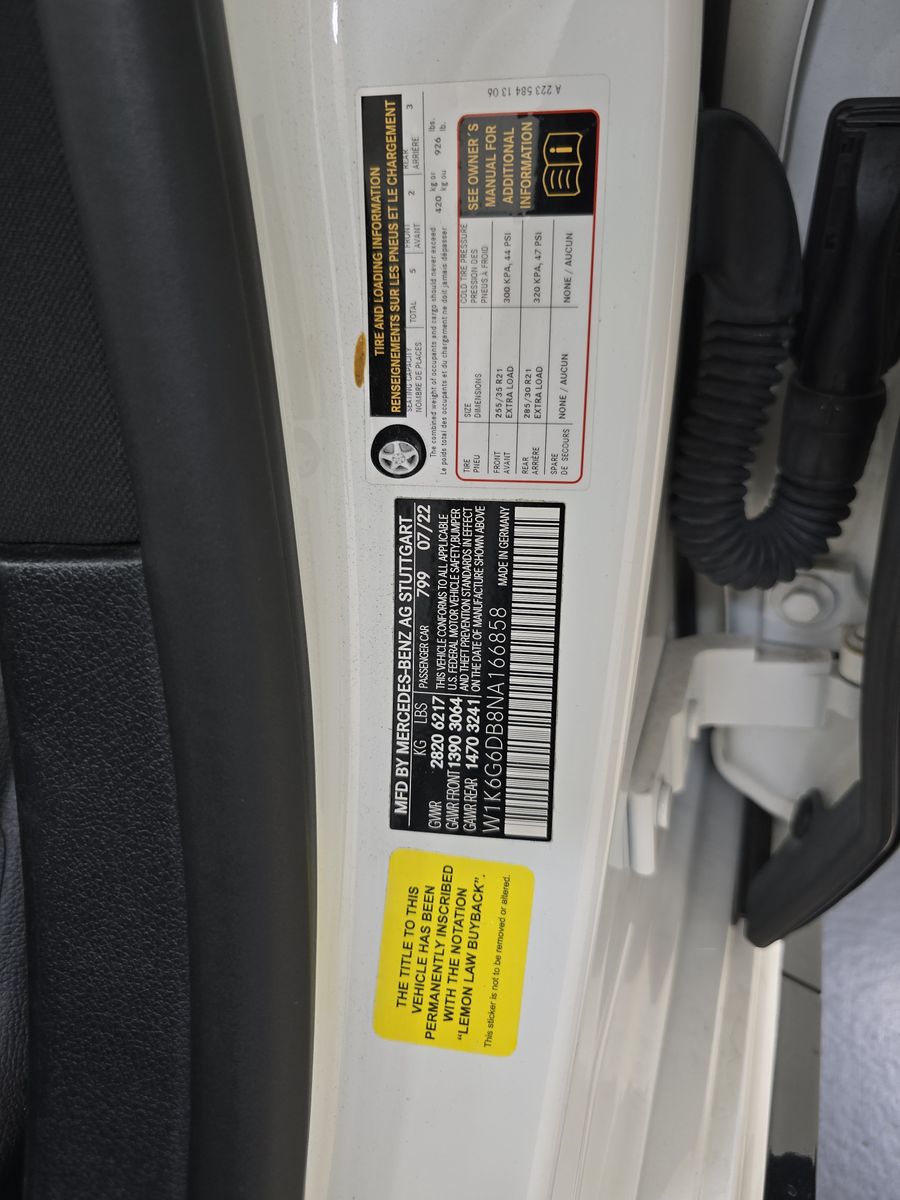 A 223 584 13 06
TIRE AND LOADING INFORMATION
RENSEIGNEMENTS SUR LES PNEUS ET LE CHARGEMENT
SEATING CAPACITY
NOMBRE DE PLACES
TOTAL 5
FRONT
AVANT 2
REAR
ARRIÈRE 3
The combined weight of occupants and cargo should never exceed 420 kg or 926 lbs.
Le poids total des occupants et du chargement ne doit jamais dépasser 420 kg ou 926 lb.
TIRE
PNEU
SIZE
DIMENSIONS
COLD TIRE PRESSURE
PRESSION DES
PNEUS À FROID
FRONT
AVANT
255/35 R21
EXTRA LOAD
300 KPA, 44 PSI
REAR
ARRIÈRE
285/30 R21
EXTRA LOAD
320 KPA, 47 PSI
SPARE
DE SECOURS
NONE / AUCUN
NONE / AUCUN
SEE OWNER'S
MANUAL FOR
ADDITIONAL
INFORMATION
MFD BY MERCEDES-BENZ AG STUTTGART
KG LBS PASSENGER CAR 799 07/22
GVWR 2820 6217
GAWR FRONT 1390 3064
GAWR REAR 1470 3241
THIS VEHICLE CONFORMS TO ALL APPLICABLE
U.S. FEDERAL MOTOR VEHICLE SAFETY,BUMPER
AND THEFT PREVENTION STANDARDS IN EFFECT
ON THE DATE OF MANUFACTURE SHOWN ABOVE
W1K6G6DB8NA166858 MADE IN GERMANY
THE TITLE TO THIS
VEHICLE HAS BEEN
PERMANENTLY INSCRIBED
WITH THE NOTATION
"LEMON LAW BUYBACK".
This sticker is not to be removed or altered.